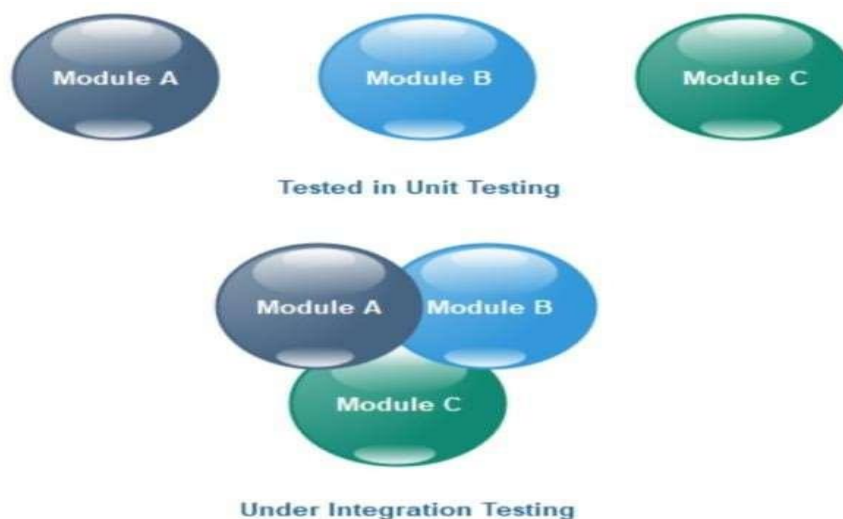 Module A Module B Module C
Tested in Unit Testing
Module A Module B
Module C
Under Integration Testing